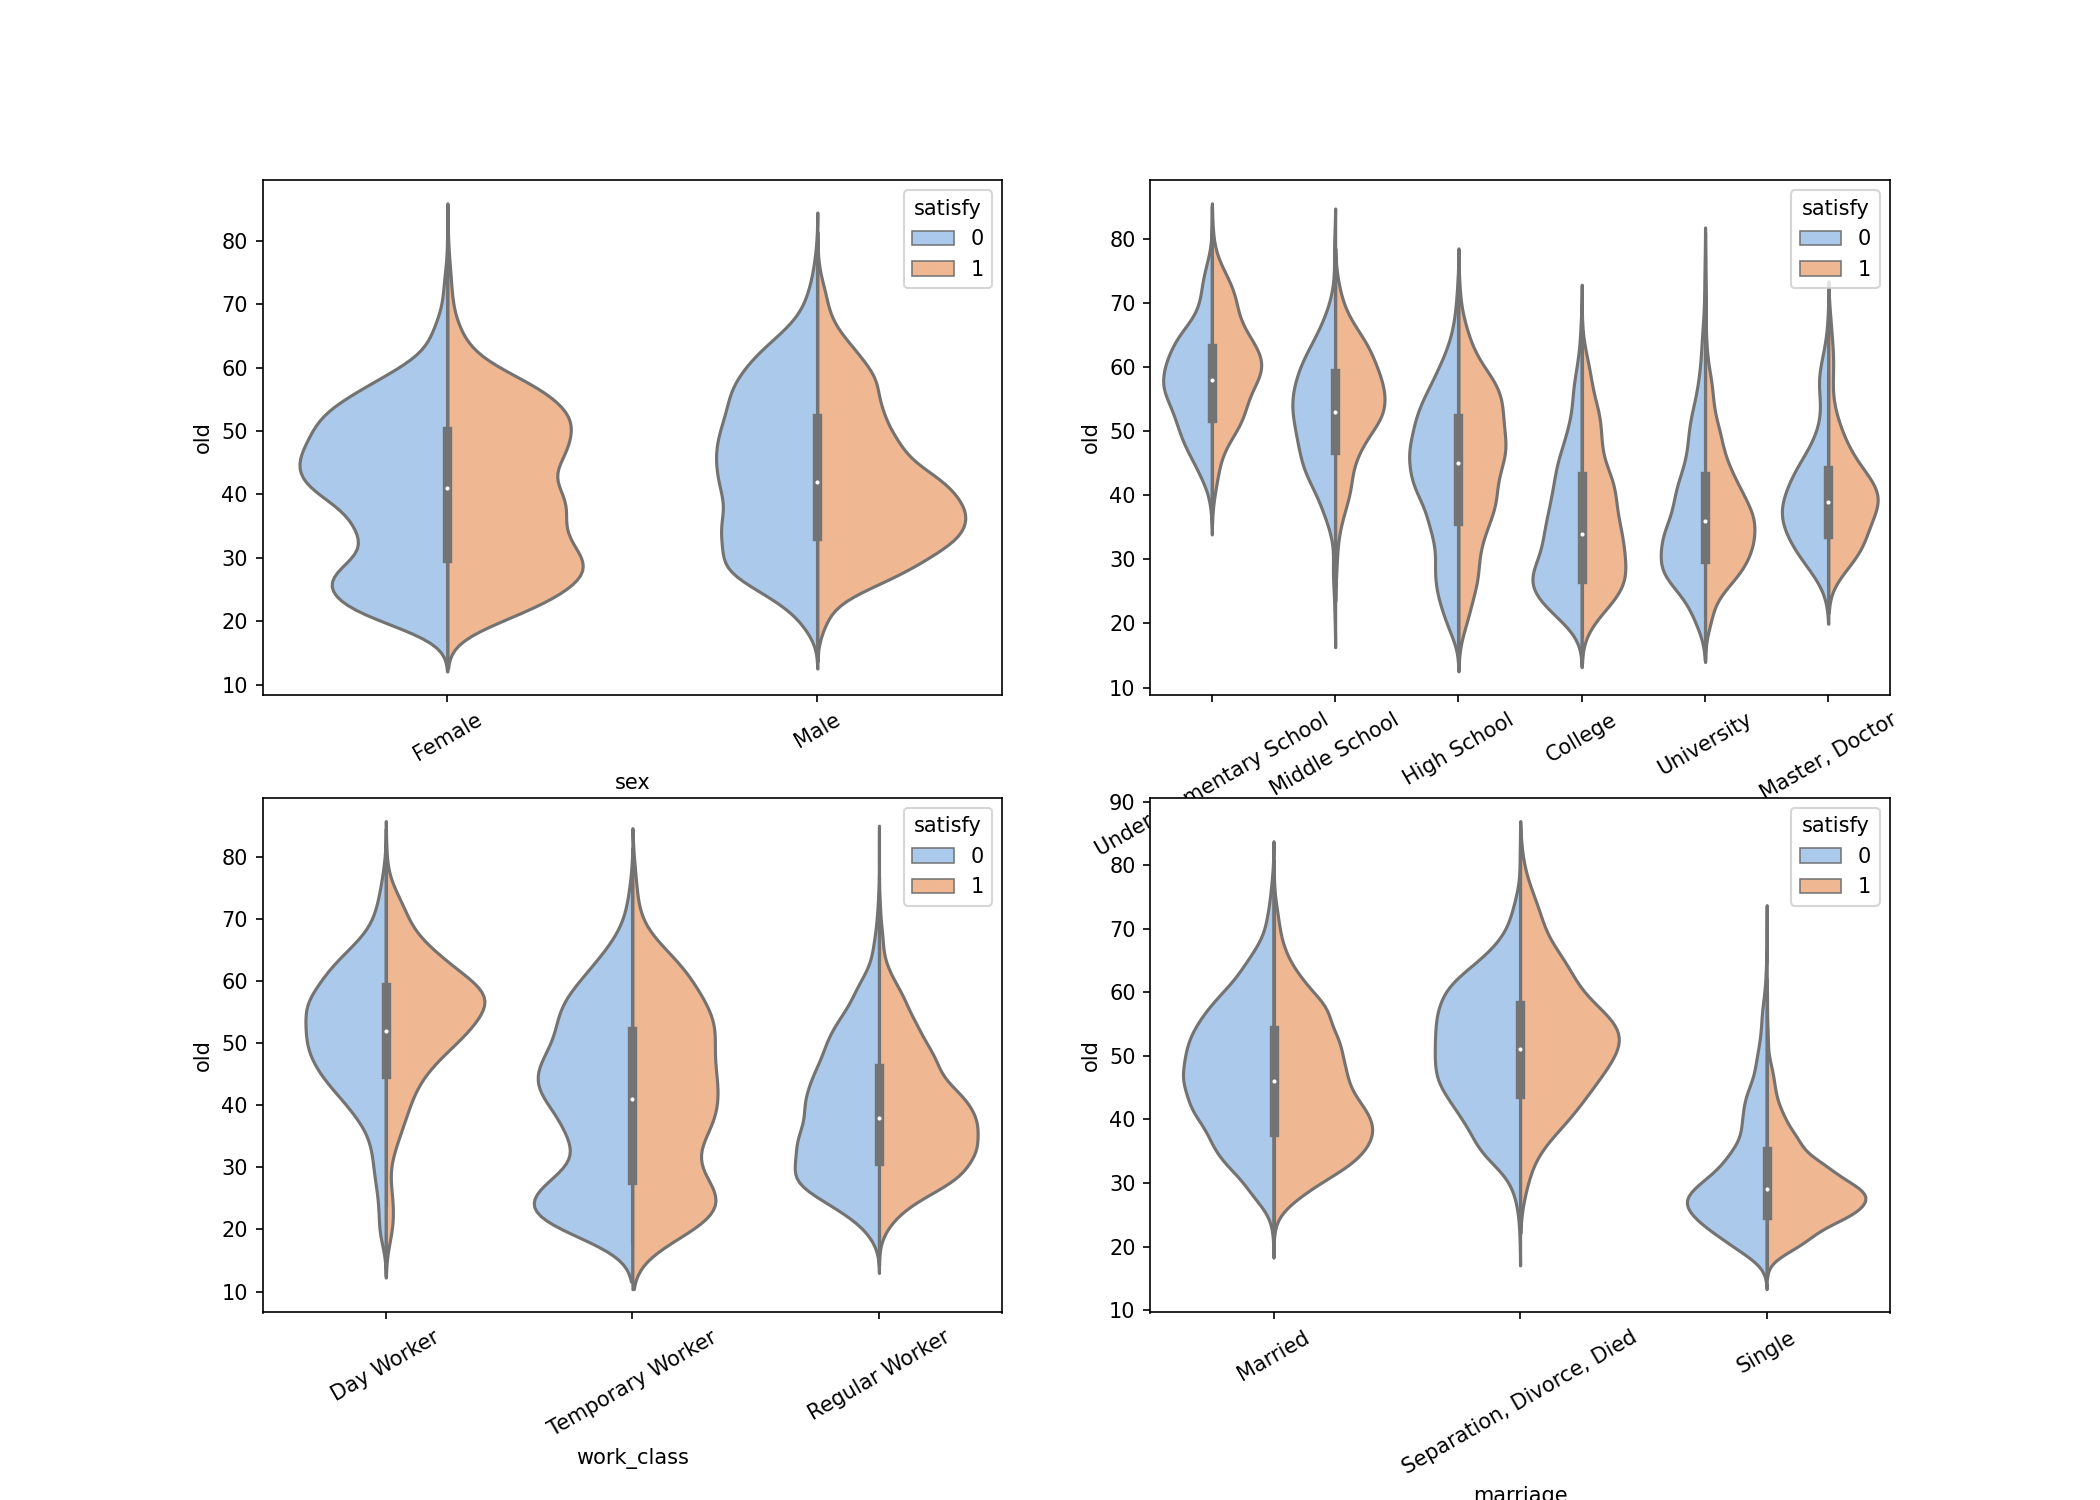 satisfy
0
1
80
70
60
50
40
30
20
10
old
Female
Male
sex
satisfy
0
1
80
70
60
50
40
30
20
10
old
mentary School
Middle School
High School
College
University
Master, Doctor
Under
satisfy
0
1
80
70
60
50
40
30
20
10
old
Day Worker
Temporary Worker
Regular Worker
work_class
satisfy
0
1
90
80
70
60
50
40
30
20
10
old
Married
Separation, Divorce, Died
Single
marriage